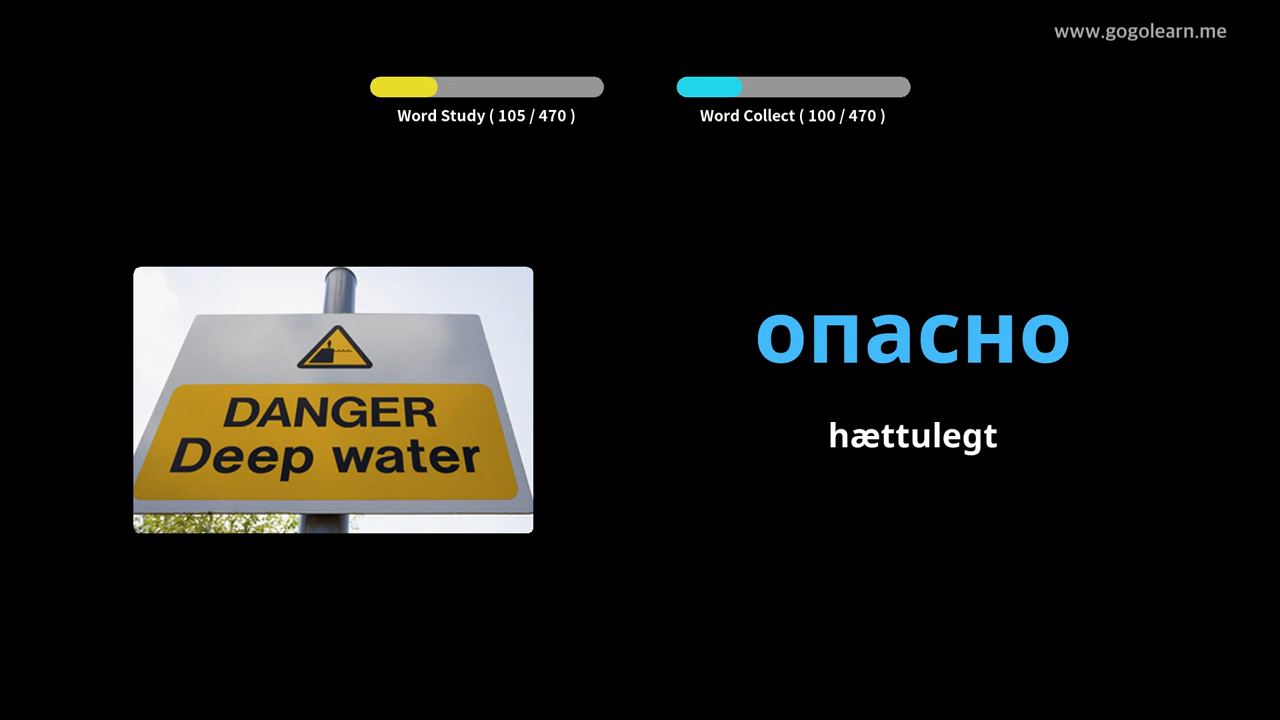 www.gogolearn.me
Word Study ( 105 / 470 )
Word Collect ( 100 / 470 )
DANGER
Deep water
опасно
hættulegt